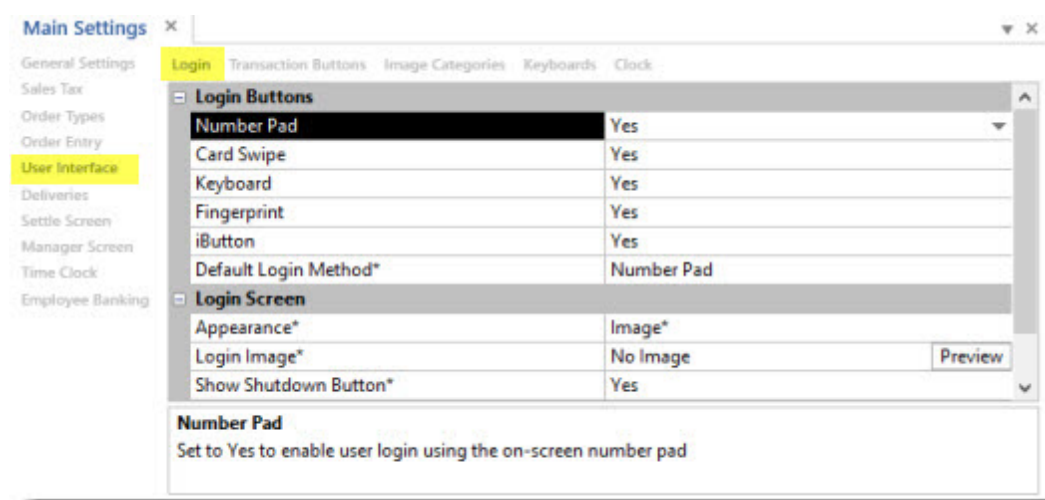 Main Settings ×
General Settings
Sales Tax
Order Types
Order Entry
User Interface
Deliveries
Settle Screen
Manager Screen
Time Clock
Employee Banking
Login Transaction Buttons Image Categories Keyboards Clock
Login Buttons
Number Pad Yes
Card Swipe Yes
Keyboard Yes
Fingerprint Yes
iButton Yes
Default Login Method* Number Pad
Login Screen
Appearance* Image*
Login Image* No Image Preview
Show Shutdown Button* Yes
Number Pad
Set to Yes to enable user login using the on-screen number pad